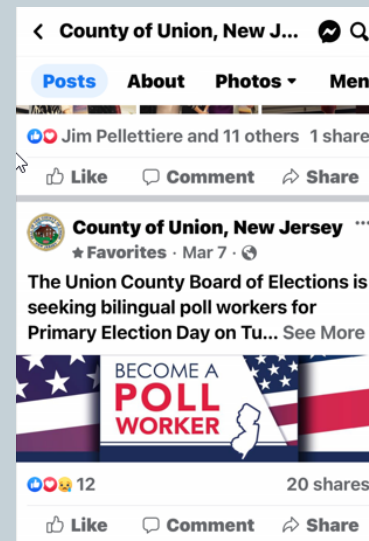 County of Union, New J...
Posts About Photos Men
Jim Pellettiere and 11 others 1 share
Like Comment Share
County of Union, New Jersey
Favorites · Mar 7 ·
The Union County Board of Elections is
seeking bilingual poll workers for
Primary Election Day on Tu... See More
BECOME A
POLL
WORKER
12 20 shares
Like Comment Share